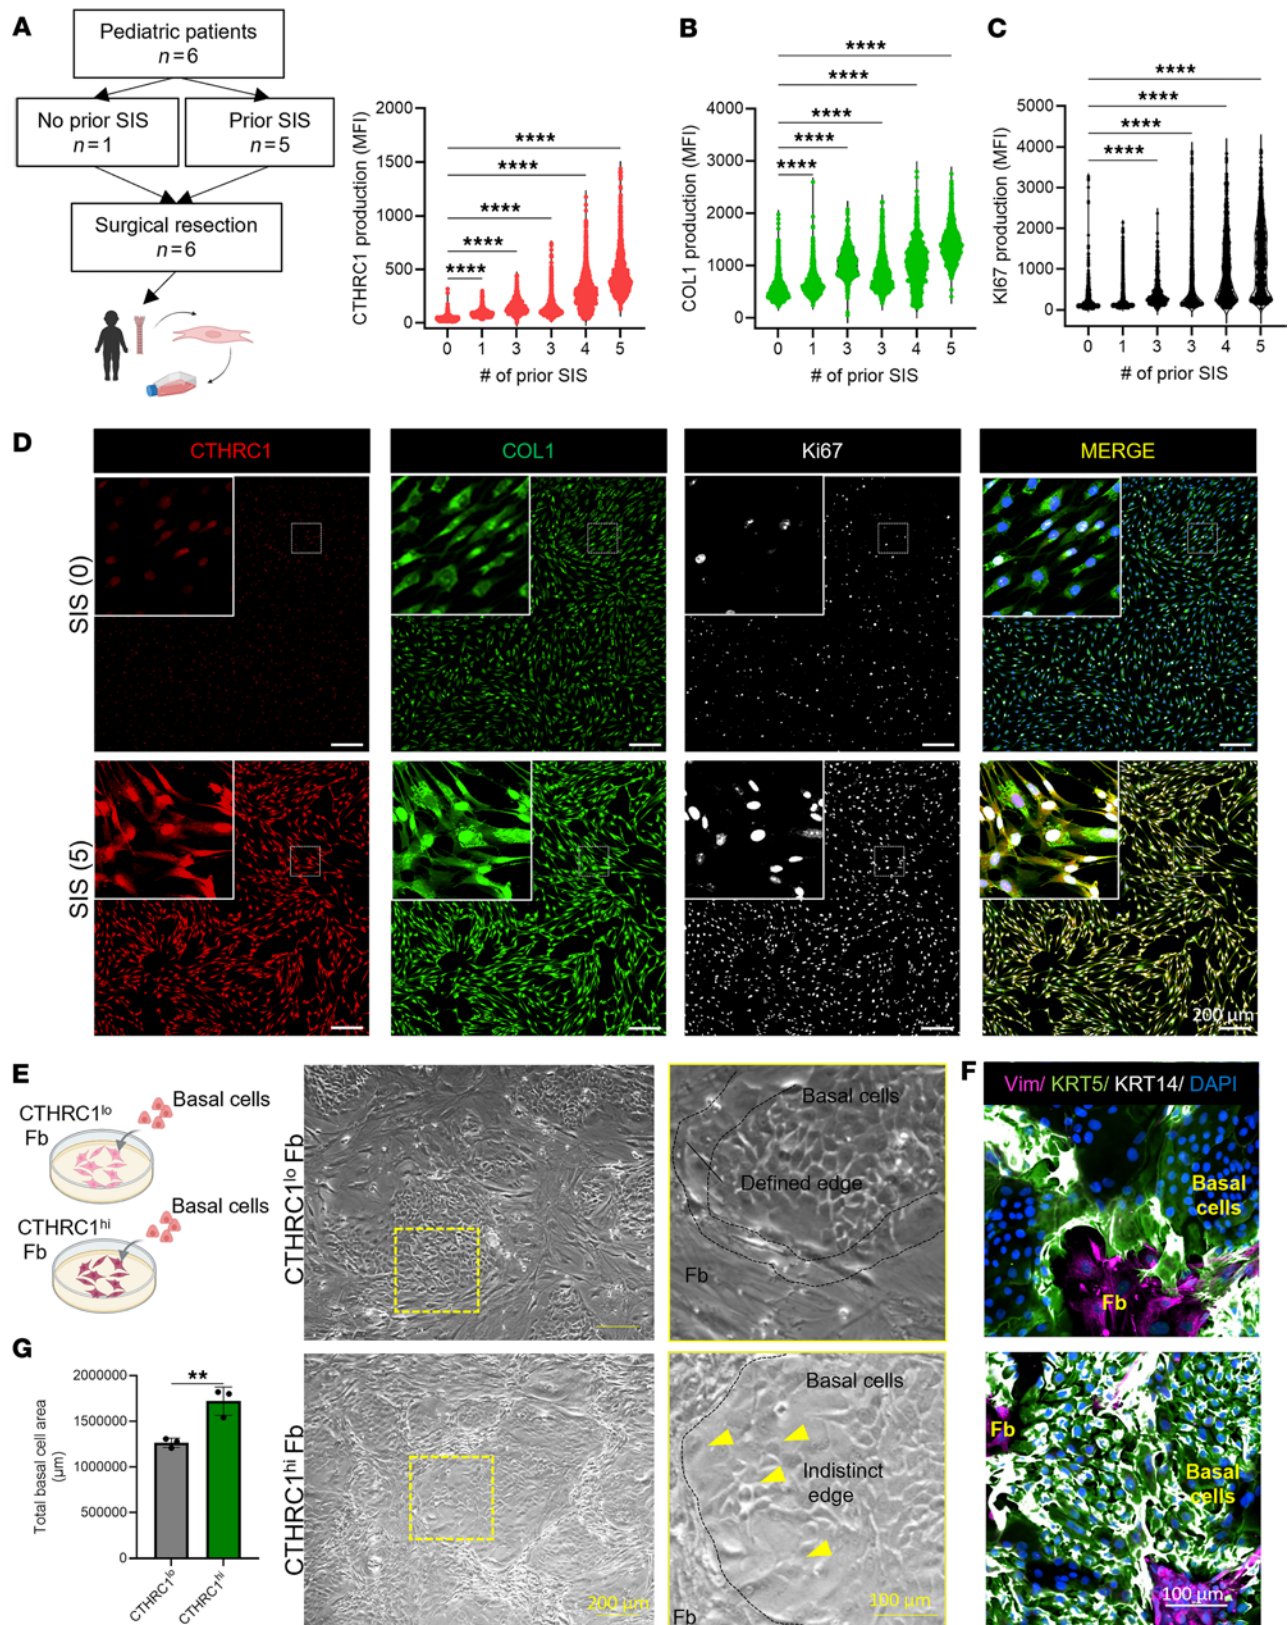 A
Pediatric patients
n=6
No prior SIS
n=1
Prior SIS
n=5
Surgical resection
n=6
CTHRC1 production (MFI)
2000
1500
1000
500
0
****
****
****
****
****
0 1 3 3 4 5
# of prior SIS
B
COL1 production (MFI)
4000
3000
2000
1000
0
****
****
****
****
****
0 1 3 3 4 5
# of prior SIS
C
KI67 production (MFI)
5000
4000
3000
2000
1000
0
****
****
****
****
0 1 3 3 4 5
# of prior SIS
D
CTHRC1
COL1
Ki67
MERGE
SIS (0)
SIS (5)
200 µm
E
CTHRC1lo
Fb
Basal cells
CTHRC1hi
Fb
Basal cells
CTHRC1lo Fb
Basal cells
Defined edge
Fb
CTHRC1hi Fb
200 µm
Basal cells
Indistinct
edge
Fb
100 µm
F
Vim/ KRT5/ KRT14/ DAPI
Basal
cells
Fb
Fb
Basal
cells
100 µm
G
Total basal cell area
(µm)
2000000
1500000
1000000
500000
0
**
CTHRC1lo
CTHRC1hi